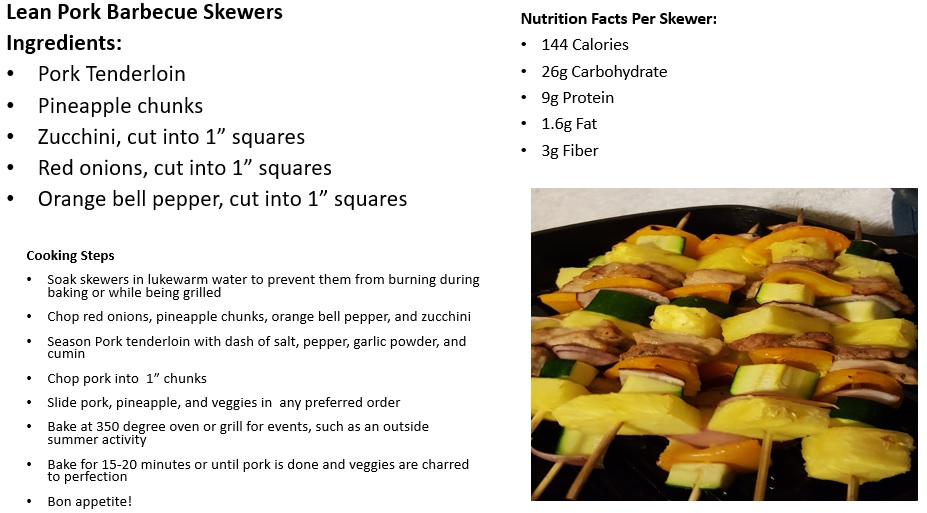 Lean Pork Barbecue Skewers
Ingredients:
• Pork Tenderloin
• Pineapple chunks
• Zucchini, cut into 1” squares
• Red onions, cut into 1” squares
• Orange bell pepper, cut into 1” squares
Cooking Steps
• Soak skewers in lukewarm water to prevent them from burning during
baking or while being grilled
• Chop red onions, pineapple chunks, orange bell pepper, and zucchini
• Season Pork tenderloin with dash of salt, pepper, garlic powder, and
cumin
• Chop pork into  1” chunks
• Slide pork, pineapple, and veggies in  any preferred order
• Bake at 350 degree oven or grill for events, such as an outside
summer activity
• Bake for 15-20 minutes or until pork is done and veggies are charred
to perfection
• Bon appetite!
Nutrition Facts Per Skewer:
• 144 Calories
• 26g Carbohydrate
• 9g Protein
• 1.6g Fat
• 3g Fiber